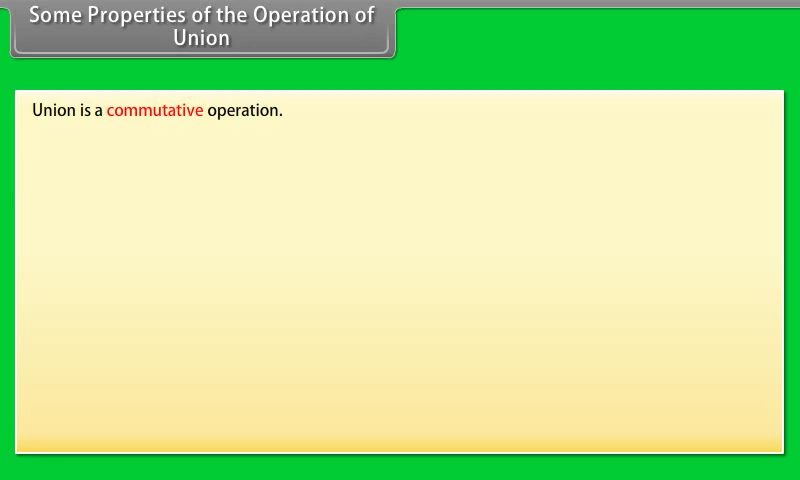 Some Properties of the Operation of
Union
Union is a commutative operation.